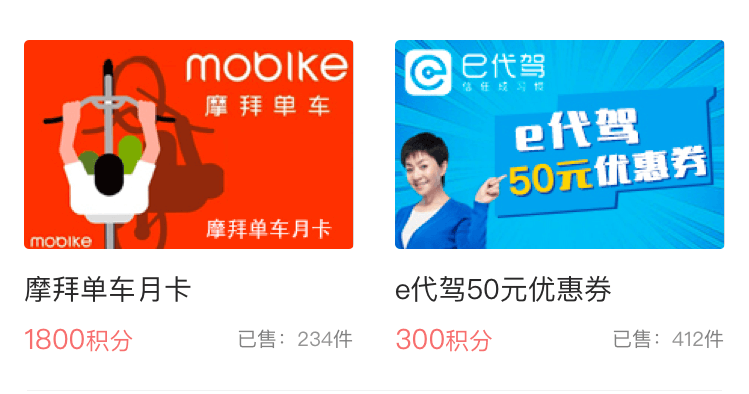 mobike
摩拜单车
摩拜单车月卡
mobike
e代驾
信任成习惯
e代驾
50元优惠券
摩拜单车月卡
e代驾50元优惠券
1800积分
已售：234件
300积分
已售：412件